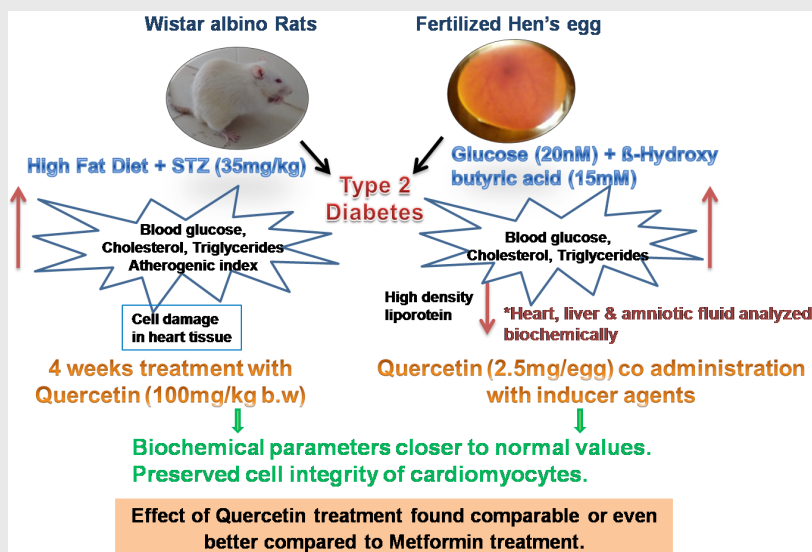 Wistar albino Rats
Fertilized Hen's egg
High Fat Diet + STZ (35mg/kg)
Glucose (20nM) + ß-Hydroxy
butyric acid (15mM)
Type 2
Diabetes
Blood glucose,
Cholesterol, Triglycerides
Atherogenic index
Blood glucose,
Cholesterol, Triglycerides
Cell damage
in heart tissue
High density
liporotein
*Heart, liver & amniotic fluid analyzed
biochemically
4 weeks treatment with
Quercetin (100mg/kg b.w)
Quercetin (2.5mg/egg) co administration
with inducer agents
Biochemical parameters closer to normal values.
Preserved cell integrity of cardiomyocytes.
Effect of Quercetin treatment found comparable or even
better compared to Metformin treatment.